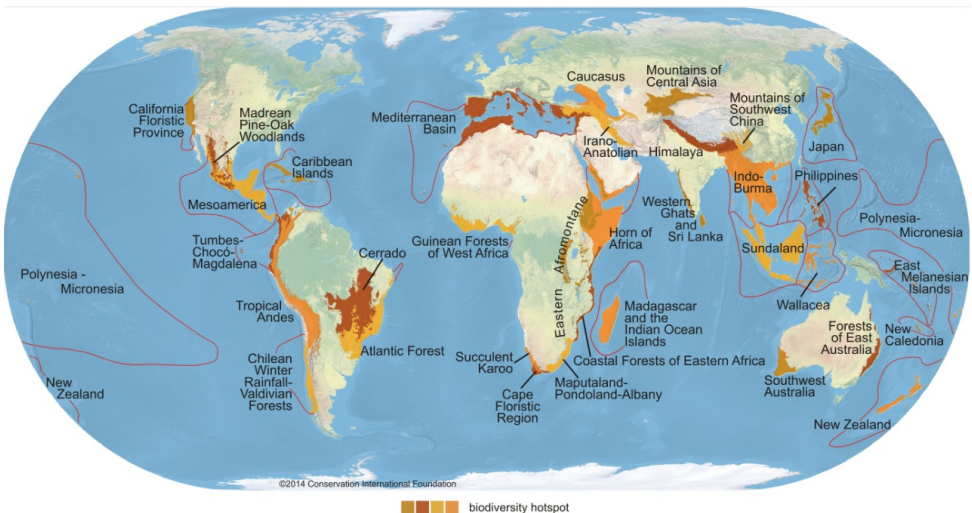 Caucasus
Mountains of
Central Asia
Mountains of
Southwest
China
California
Floristic
Province
Madrean
Pine-Oak
Woodlands
Mediterranean
Basin
Irano-
Anatolian
Himalaya
Japan
Caribbean
Islands
Indo-
Burma
Philippines
Mesoamerica
Western
Ghats
and
Sri Lanka
Polynesia-
Micronesia
Tumbes-
Chocó-
Magdalena
Cerrado
Guinean Forests
of West Africa
Eastern Afromontane
Horn of
Africa
Sundaland
East
Melanesian
Islands
Polynesia -
Micronesia
Wallacea
Tropical
Andes
Madagascar
and the
Indian Ocean
Islands
Forests
of East
Australia
New
Caledonia
Atlantic Forest
Chilean
Winter
Rainfall-
Valdivian
Forests
Succulent
Karoo
Coastal Forests of Eastern Africa
Cape
Floristic
Region
Maputaland-
Pondoland-Albany
Southwest
Australia
New
Zealand
New Zealand
©2014 Conservation International Foundation
biodiversity hotspot